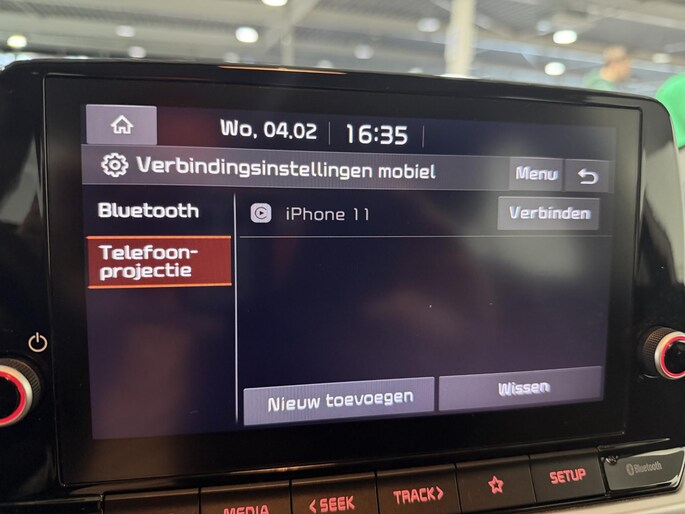 Wo, 04.02
16:35
Verbindingsinstellingen mobiel
Menu
Bluetooth
iPhone 11
Verbinden
Telefoon-
projectie
Nieuw toevoegen
Wissen
MEDIA
<SEEK
TRACK>
SETUP
Bluetooth